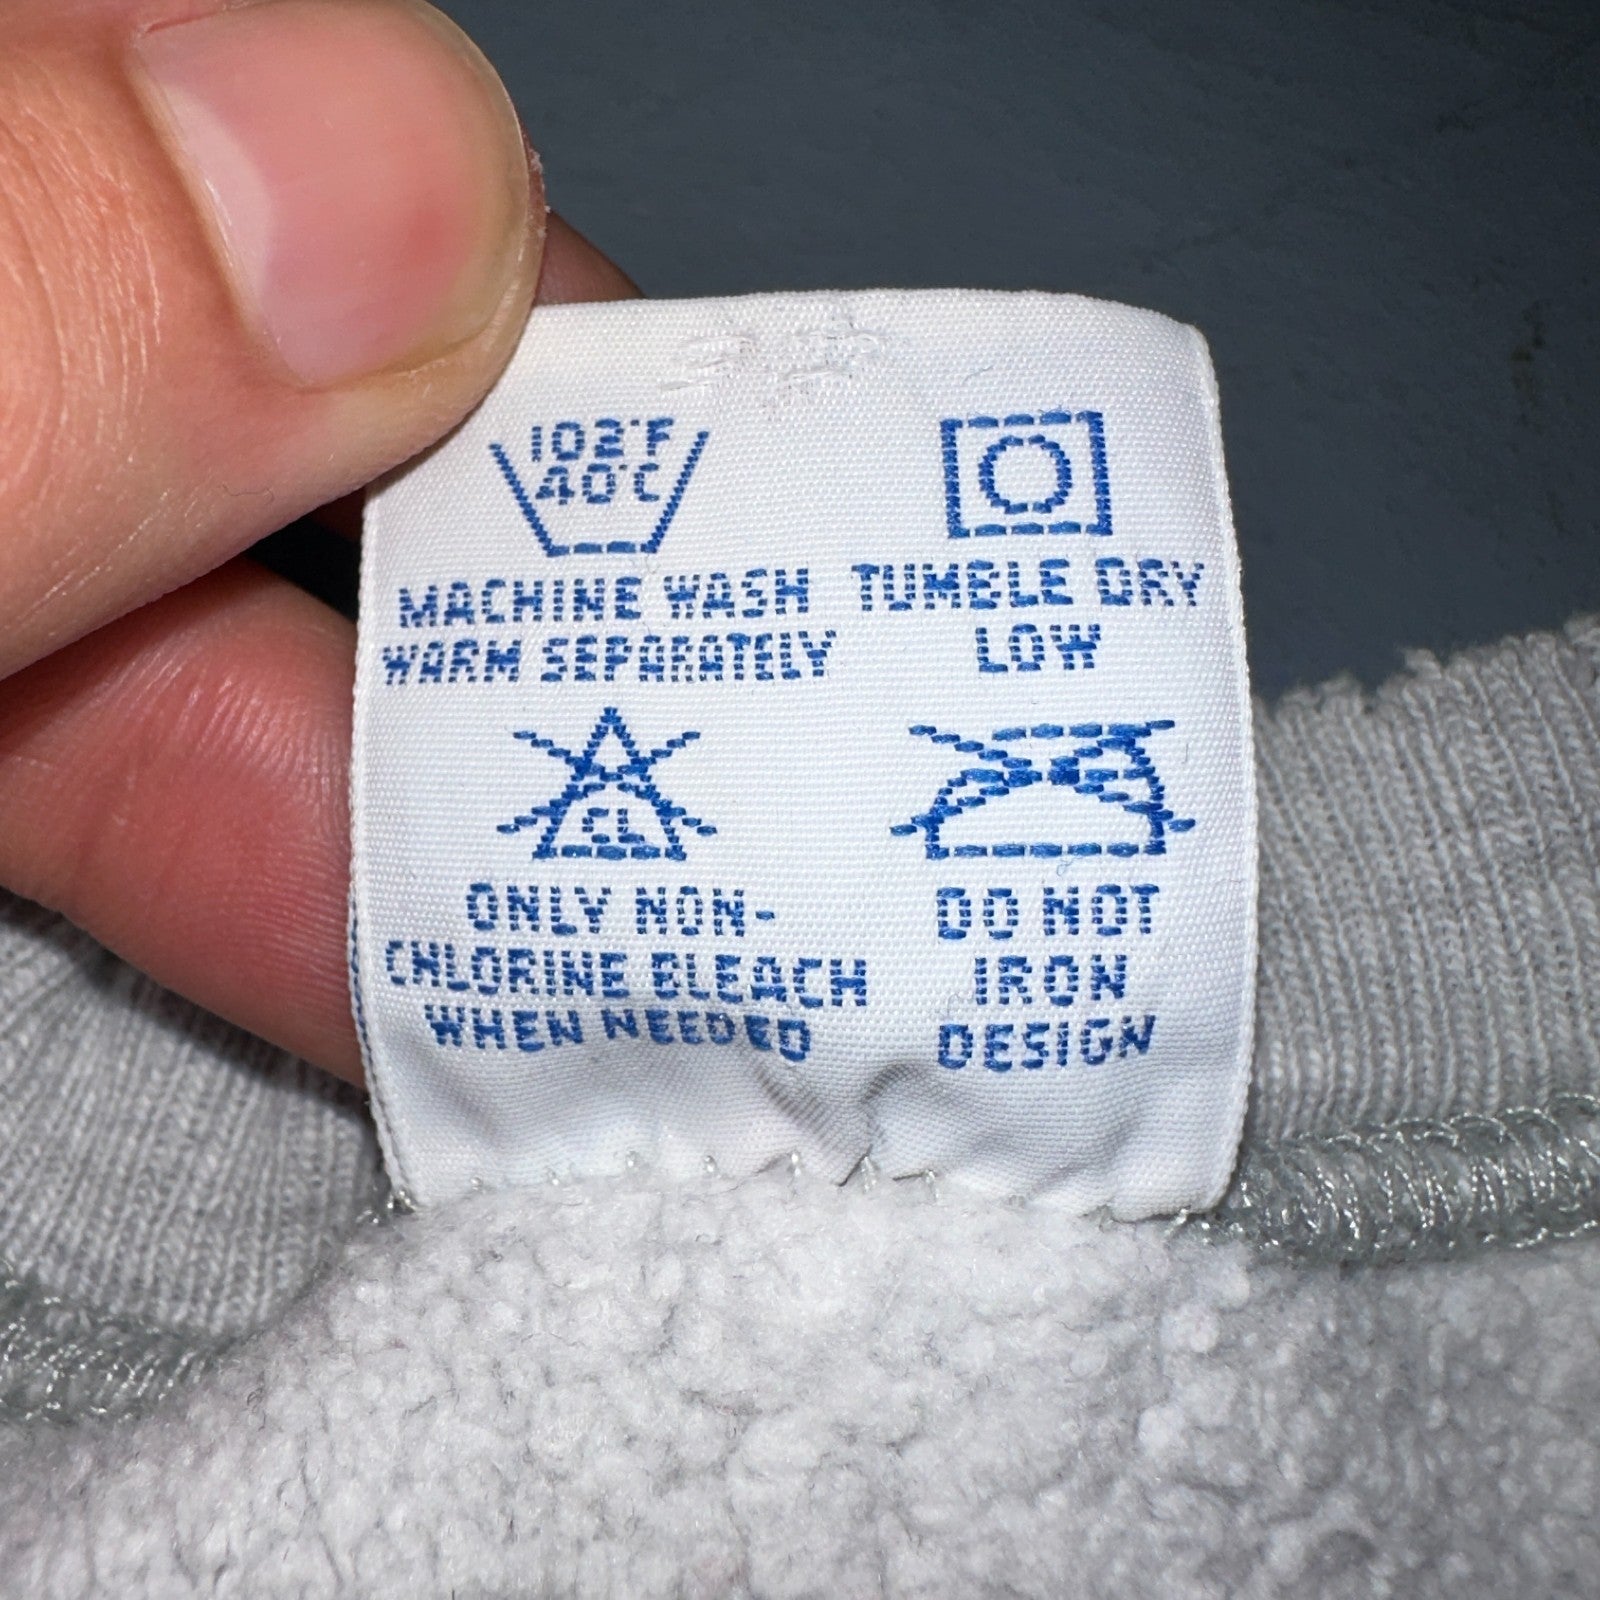 102°F
40°C
MACHINE WASH
WARM SEPARATELY
TUMBLE DRY
LOW
CL
ONLY NON-
CHLORINE BLEACH
WHEN NEEDED
DO NOT
IRON
DESIGN